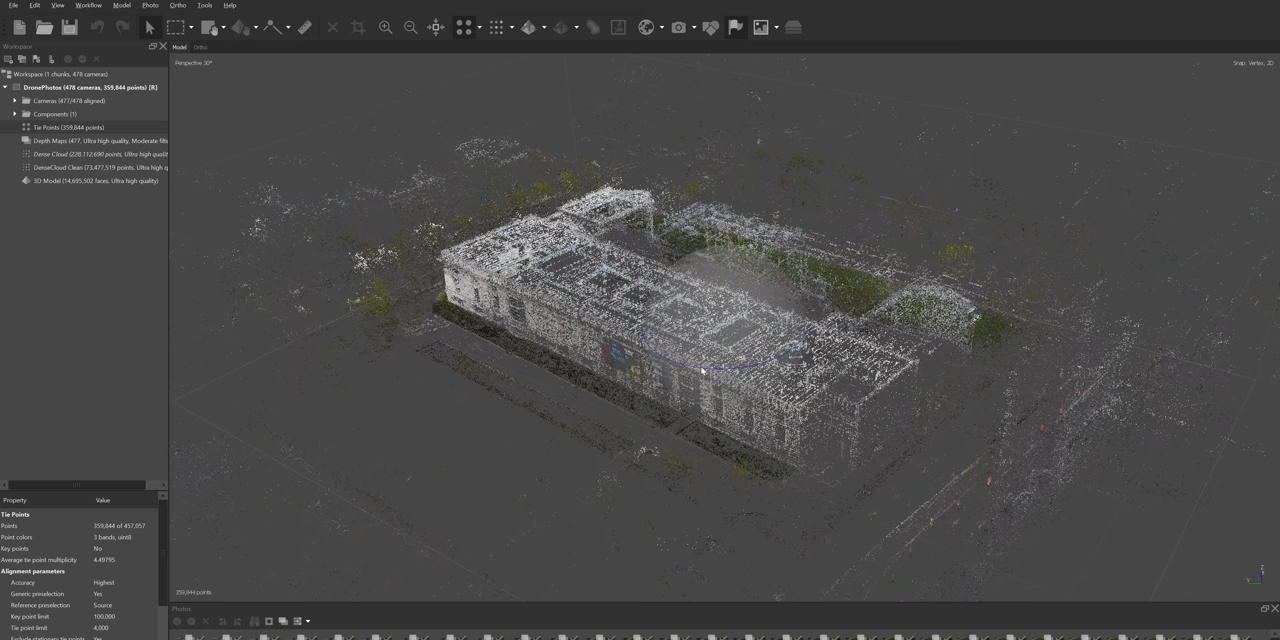 File Edit View Workflow Model Photo Ortho Tools Help
Workspace
Model Ortho
Perspective 30°
Snap: Vertex, 2D
Workspace (1 chunks, 478 cameras)
DronePhotos (478 cameras, 359,844 points) [R]
Cameras (477/478 aligned)
Components (1)
Tie Points (359,844 points)
Depth Maps (477, Ultra high quality, Moderate filte
Dense Cloud (228,112,690 points, Ultra high qualit
DenseCloud Clean (73,477,519 points, Ultra high q
3D Model (14,695,502 faces, Ultra high quality)
Property Value
Tie Points
Points 359,844 of 457,057
Point colors 3 bands, uint8
Key points No
Average tie point multiplicity 4.49795
Alignment parameters
Accuracy Highest
Generic preselection Yes
Reference preselection Source
Key point limit 100,000
Tie point limit 4,000
Exclude stationary tie points Yes
359,844 points
Z
Y
Photos